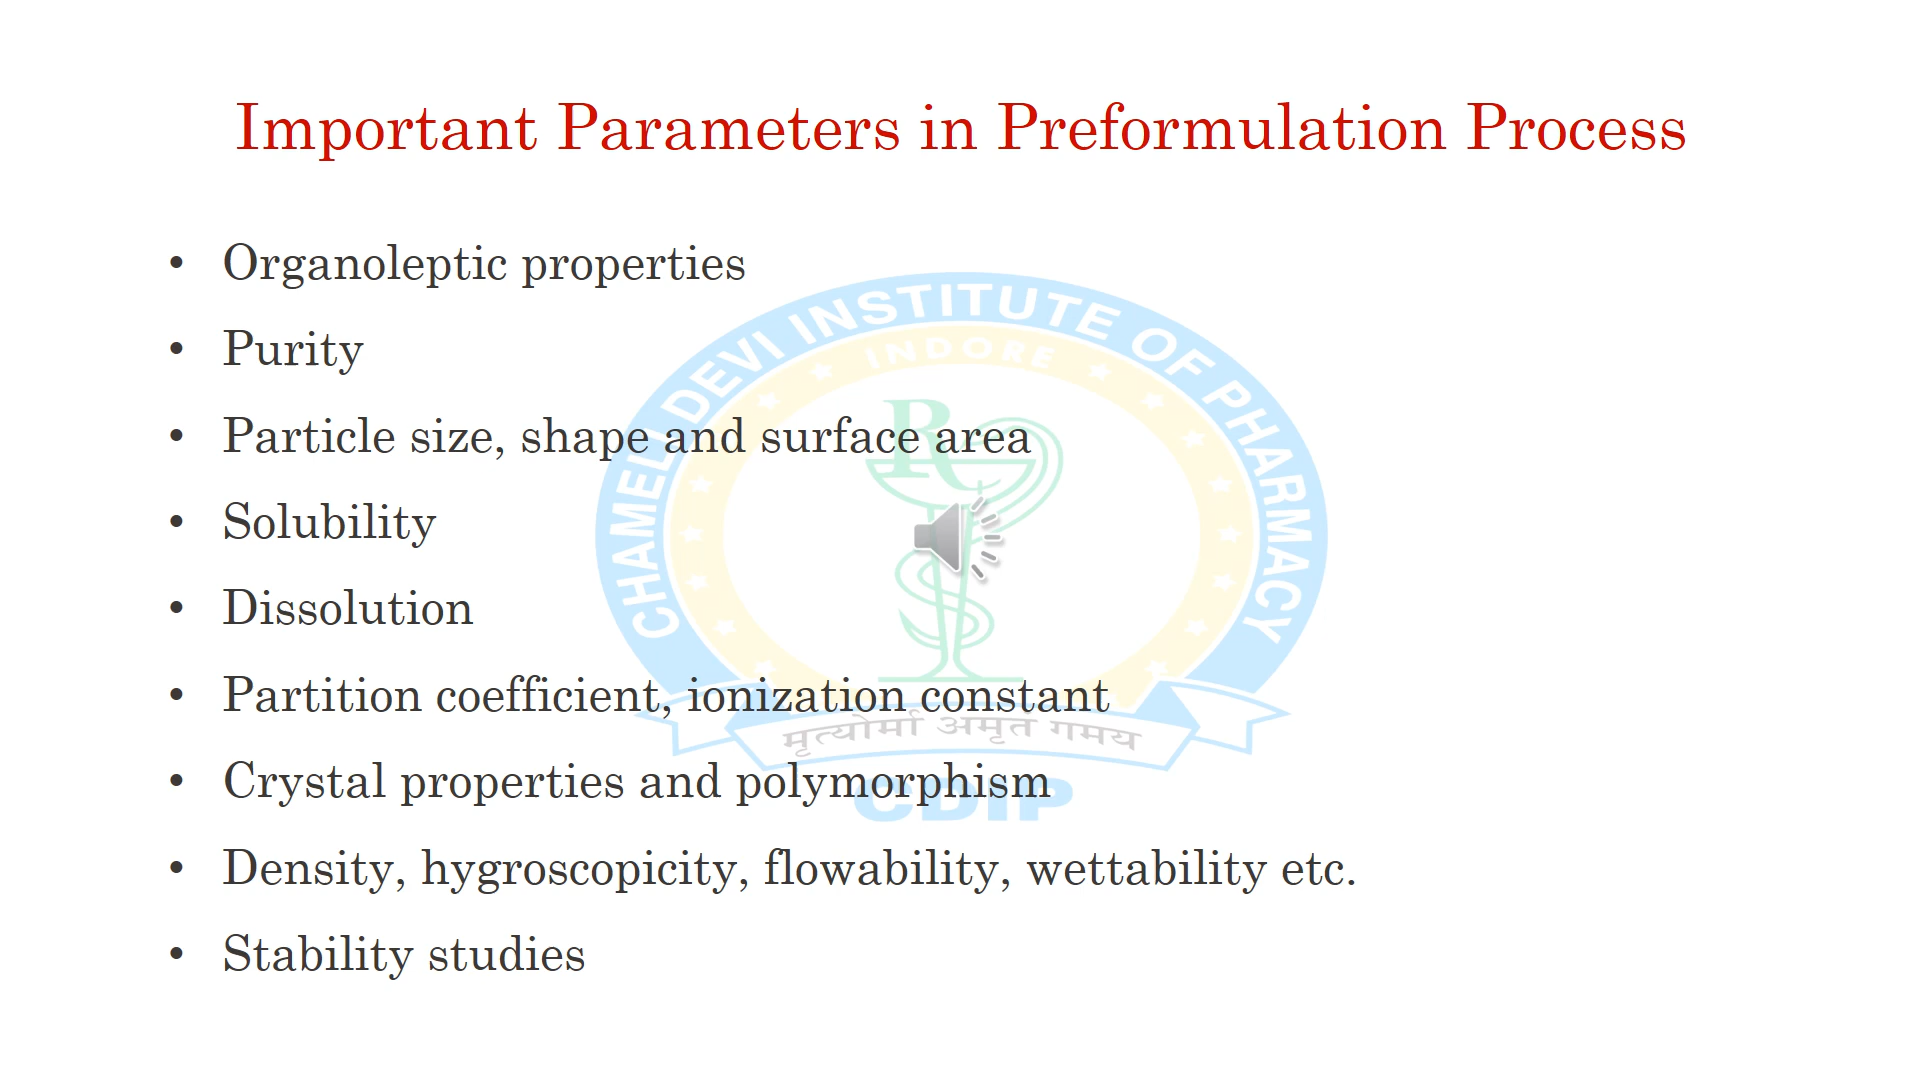 Important Parameters in Preformulation Process
• Organoleptic properties
• Purity
• Particle size, shape and surface area
• Solubility
• Dissolution
• Partition coefficient, ionization constant
• Crystal properties and polymorphism
• Density, hygroscopicity, flowability, wettability etc.
• Stability studies
CHAMELI DEVI INSTITUTE OF PHARMACY
INDORE
Rx
मृत्योर्मा अमृतं गमय
CDIP